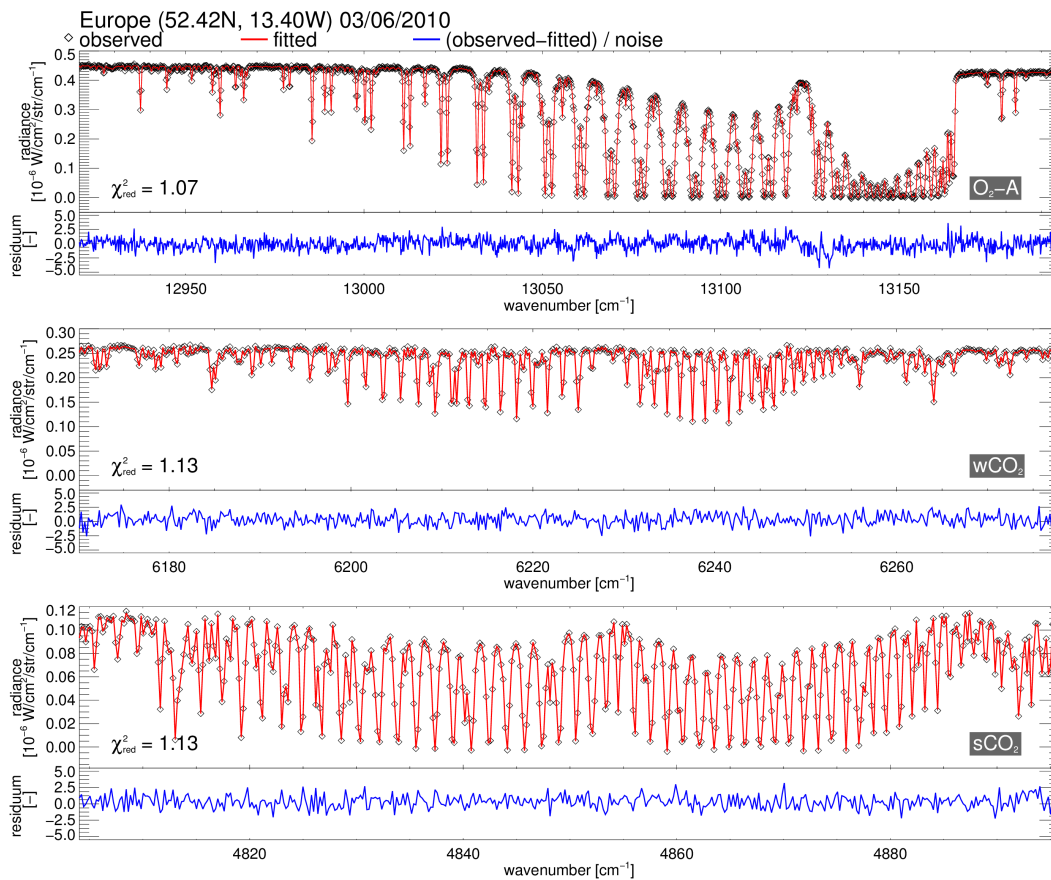 Europe (52.42N, 13.40W) 03/06/2010
◇ observed — fitted — (observed−fitted) / noise
radiance
[10⁻⁶ W/cm²/str/cm⁻¹]
0.5
0.4
0.3
0.2
0.1
0.0
χ²red = 1.07
O₂−A
residuum
[−]
5.0
2.5
0.0
−2.5
−5.0
12950 13000 13050 13100 13150
wavenumber [cm⁻¹]
radiance
[10⁻⁶ W/cm²/str/cm⁻¹]
0.30
0.25
0.20
0.15
0.10
0.05
0.00
χ²red = 1.13
wCO₂
residuum
[−]
5.0
2.5
0.0
−2.5
−5.0
6180 6200 6220 6240 6260
wavenumber [cm⁻¹]
radiance
[10⁻⁶ W/cm²/str/cm⁻¹]
0.12
0.10
0.08
0.06
0.04
0.02
0.00
χ²red = 1.13
sCO₂
residuum
[−]
5.0
2.5
0.0
−2.5
−5.0
4820 4840 4860 4880
wavenumber [cm⁻¹]